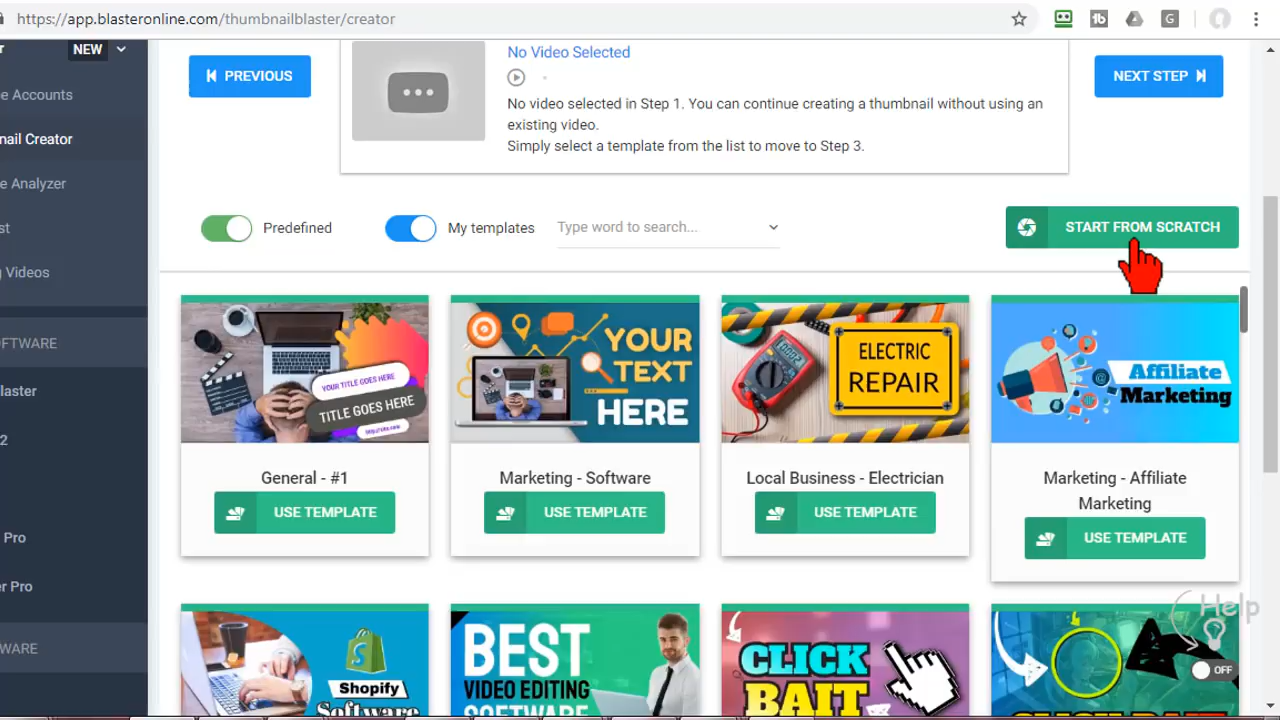 https://app.blasteronline.com/thumbnailblaster/creator
NEW
e Accounts
nail Creator
e Analyzer
st
g Videos
OFTWARE
laster
2
Pro
er Pro
WARE
PREVIOUS
No Video Selected
No video selected in Step 1. You can continue creating a thumbnail without using an
existing video.
Simply select a template from the list to move to Step 3.
NEXT STEP
Predefined
My templates
Type word to search...
START FROM SCRATCH
YOUR TITLE GOES HERE
TITLE GOES HERE
General - #1
USE TEMPLATE
YOUR
TEXT
HERE
Marketing - Software
USE TEMPLATE
ELECTRIC
REPAIR
Local Business - Electrician
USE TEMPLATE
Affiliate
Marketing
Marketing - Affiliate
Marketing
USE TEMPLATE
Shopify
Software
BEST
VIDEO EDITING
SOFTWARE
CLICK
BAIT
CLICK BAIT
Help
OFF